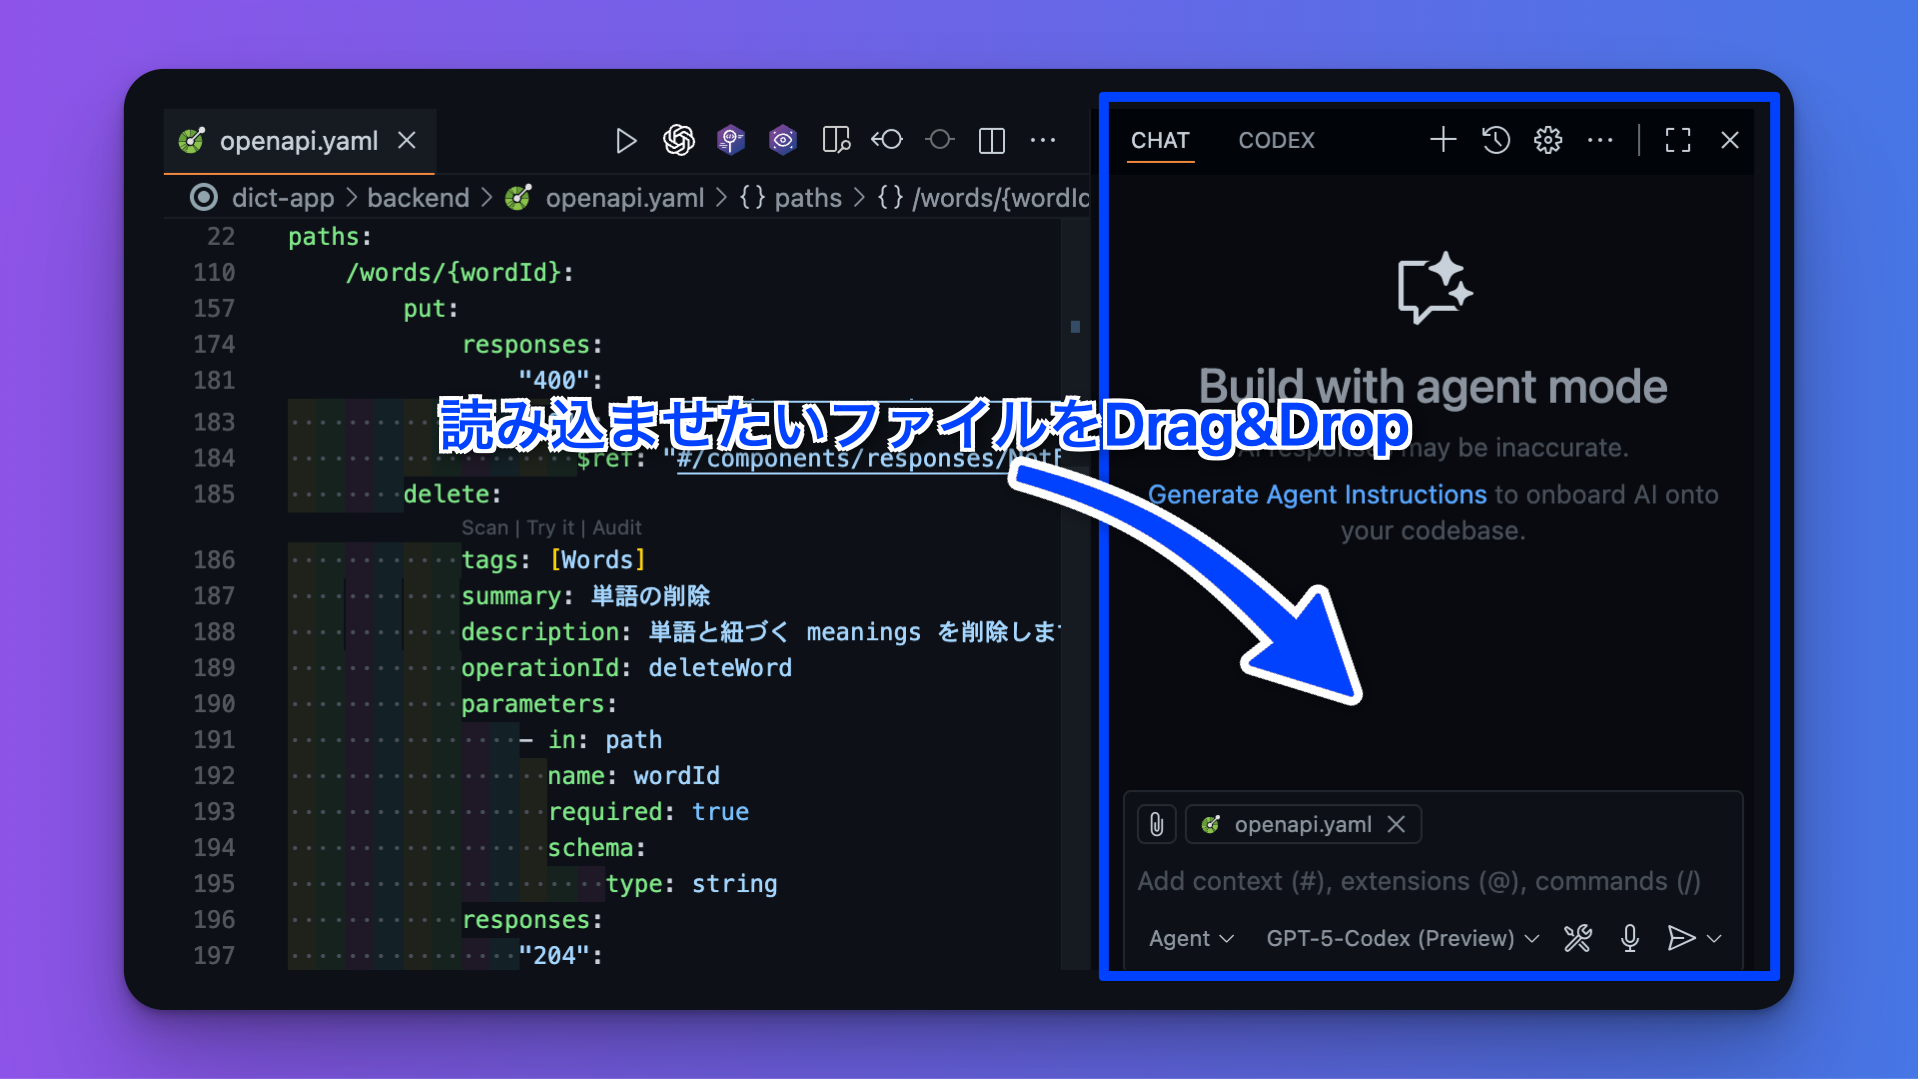 openapi.yaml
dict-app > backend > openapi.yaml > {} paths > {} /words/{wordId
22 paths:
110 /words/{wordId}:
157 put:
174 responses:
181 "400":
183
184 $ref: "#/components/responses/NotF
185 delete:
Scan | Try it | Audit
186 tags: [Words]
187 summary: 単語の削除
188 description: 単語と紐づく meanings を削除します
189 operationId: deleteWord
190 parameters:
191 - in: path
192 name: wordId
193 required: true
194 schema:
195 type: string
196 responses:
197 "204":
読み込ませたいファイルをDrag&Drop
CHAT CODEX
Build with agent mode
may be inaccurate.
Generate Agent Instructions to onboard AI onto
your codebase.
openapi.yaml
Add context (#), extensions (@), commands (/)
Agent GPT-5-Codex (Preview)